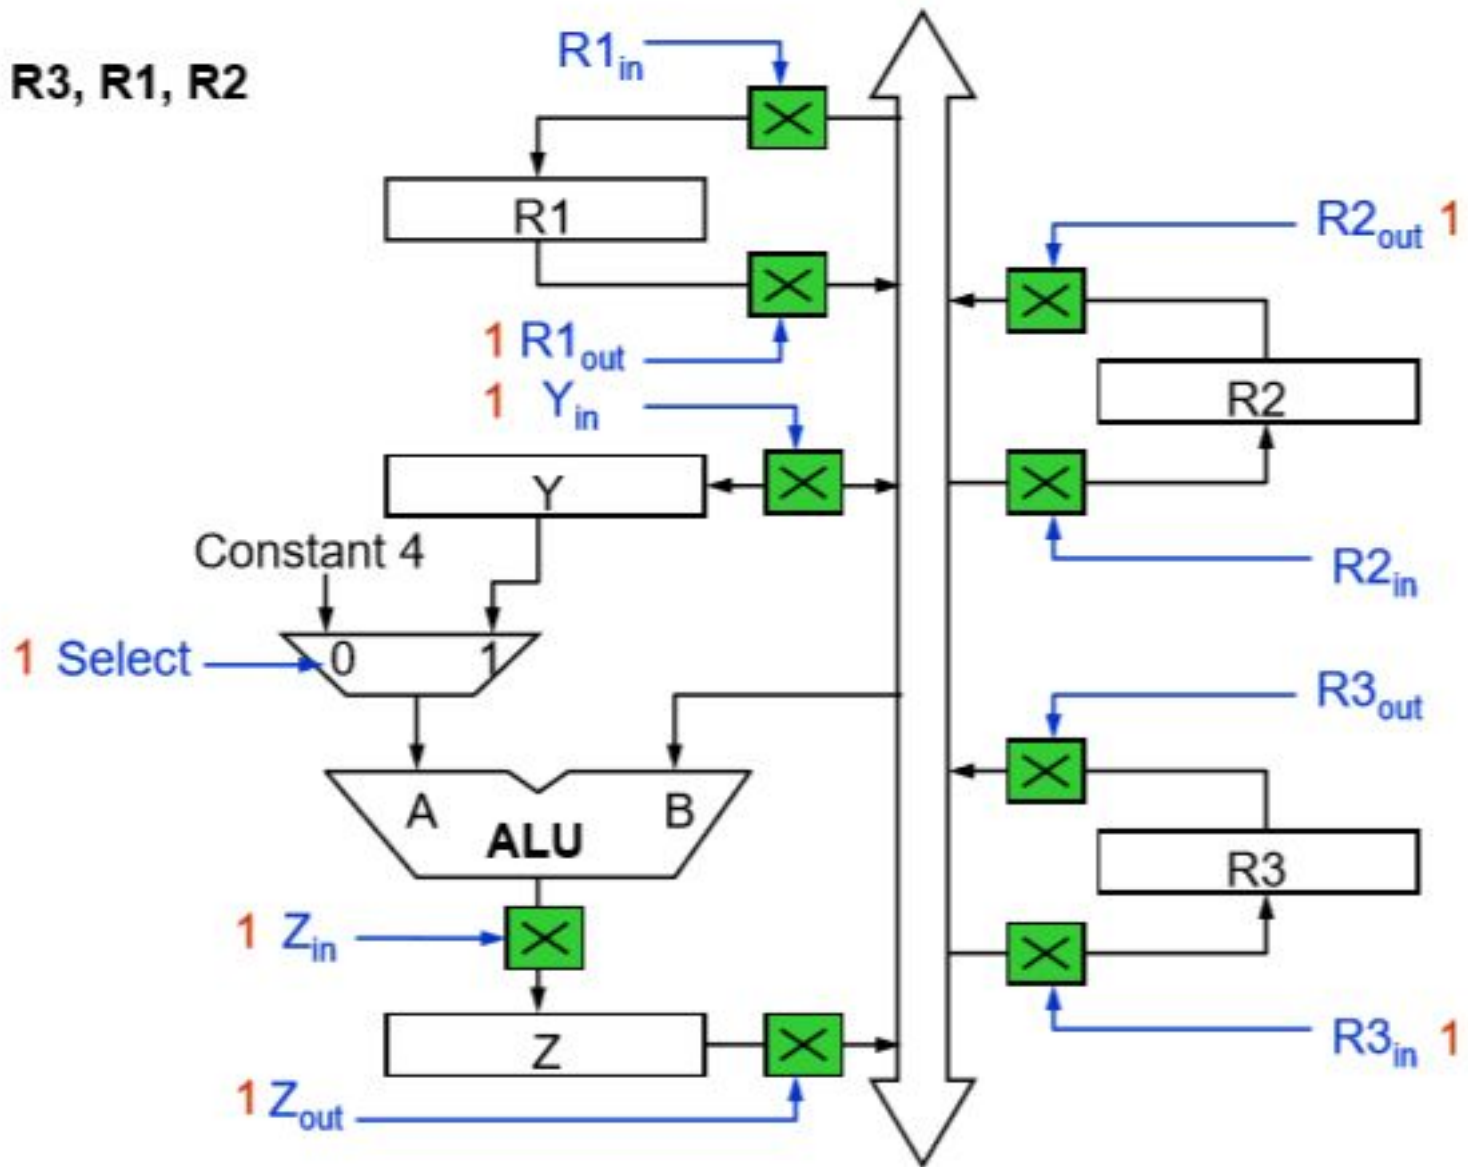 R3, R1, R2
R1in
R1
R2out 1
1 R1out
1 Yin
R2
Y
Constant 4
R2in
1 Select
0 1
R3out
A B
ALU
R3
1 Zin
Z
R3in 1
1 Zout